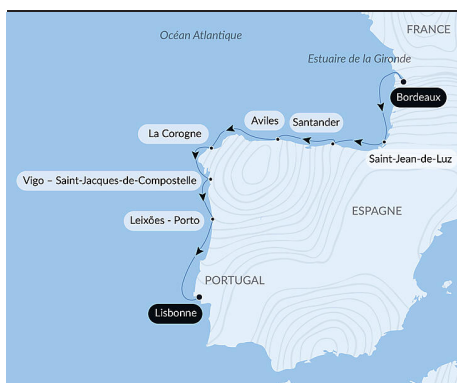 FRANCE
Océan Atlantique
Estuaire de la Gironde
Bordeaux
Aviles
Santander
La Corogne
Saint-Jean-de-Luz
Vigo – Saint-Jacques-de-Compostelle
ESPAGNE
Leixões - Porto
PORTUGAL
Lisbonne